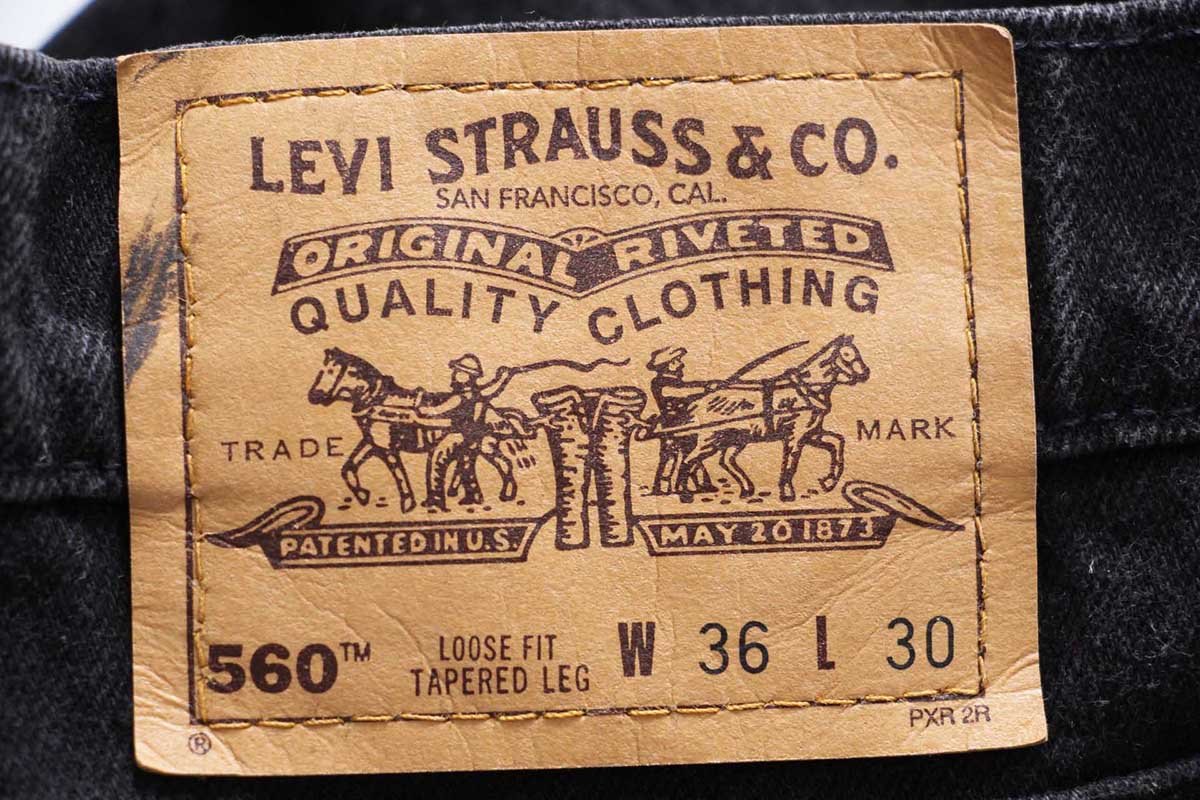 LEVI STRAUSS & CO.
SAN FRANCISCO, CAL.
ORIGINAL RIVETED
QUALITY CLOTHING
TRADE MARK
PATENTED IN U.S. MAY 20 1873
560™ LOOSE FIT W 36 L 30
TAPERED LEG
PXR 2R
®